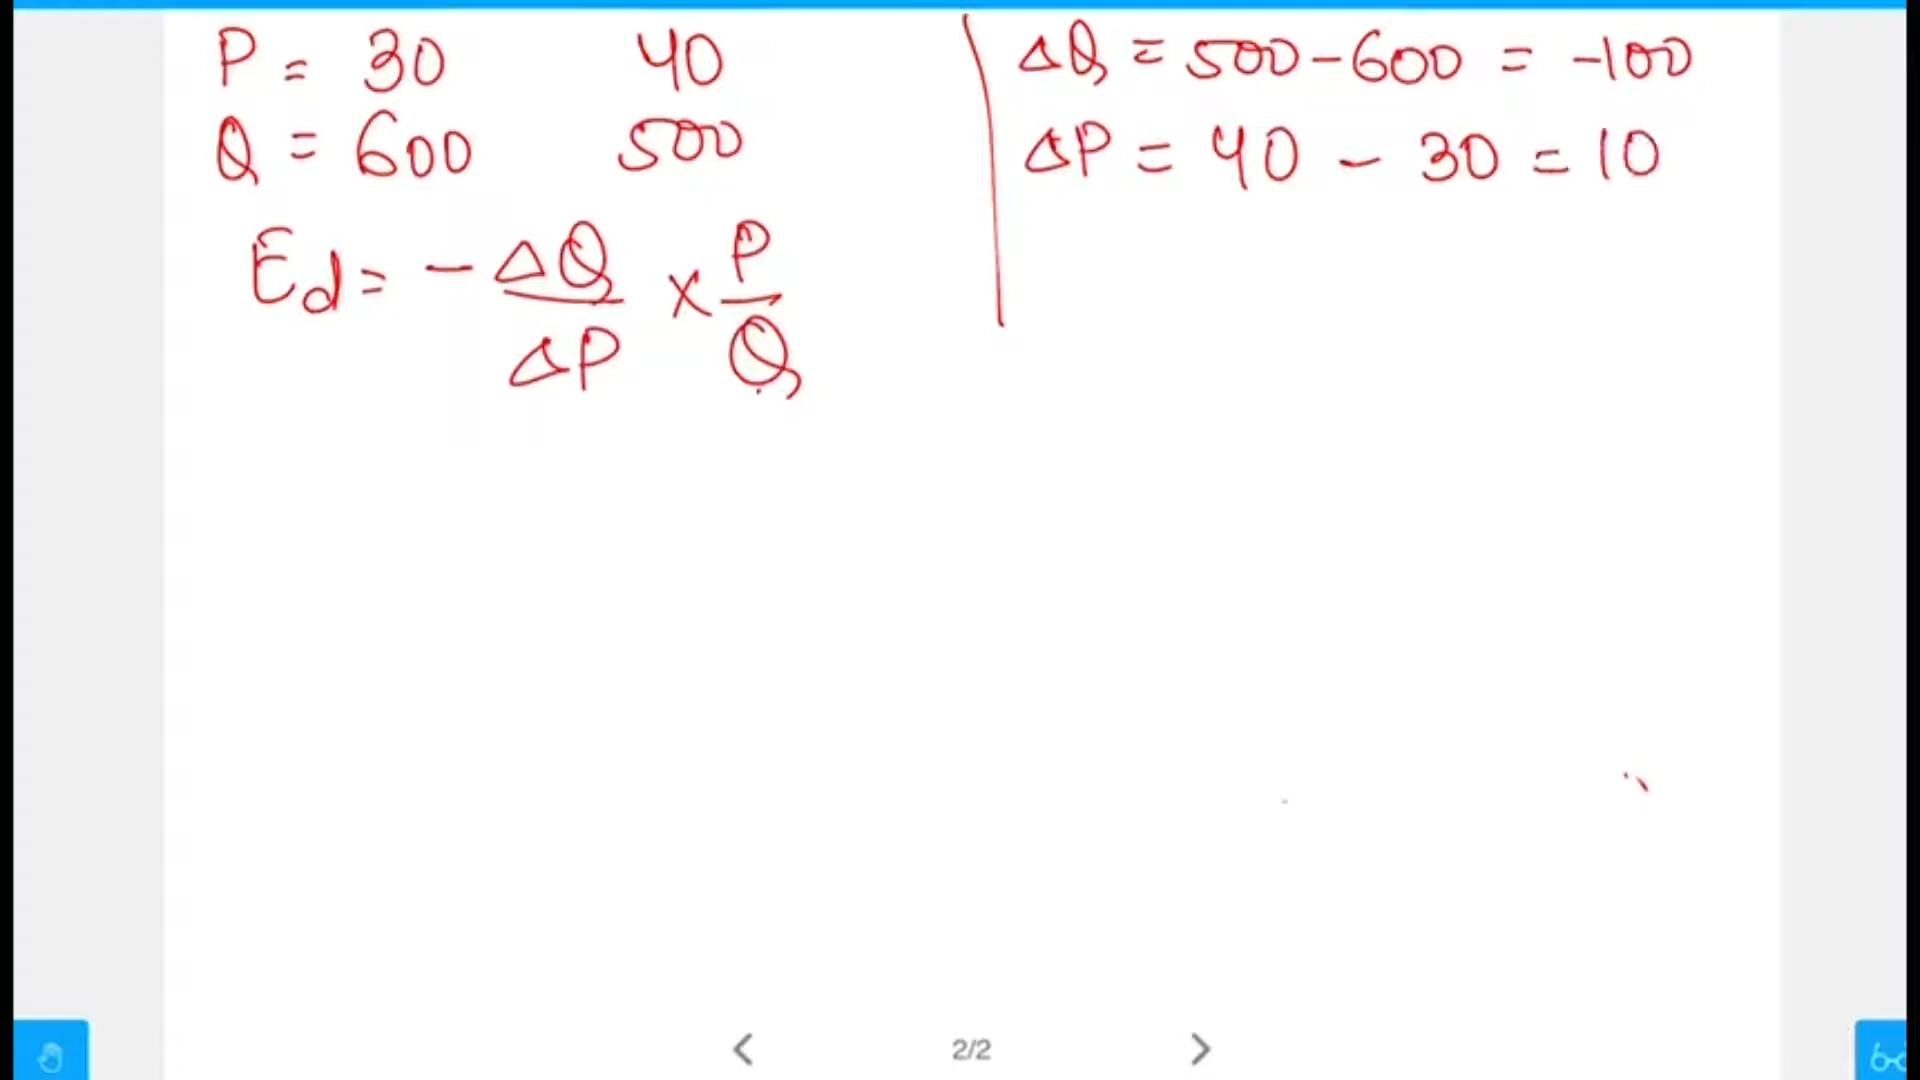 P = 30 40
Q = 600 500
Ed = - ΔQ/ΔP × P/Q
ΔQ = 500 - 600 = -100
ΔP = 40 - 30 = 10
2/2